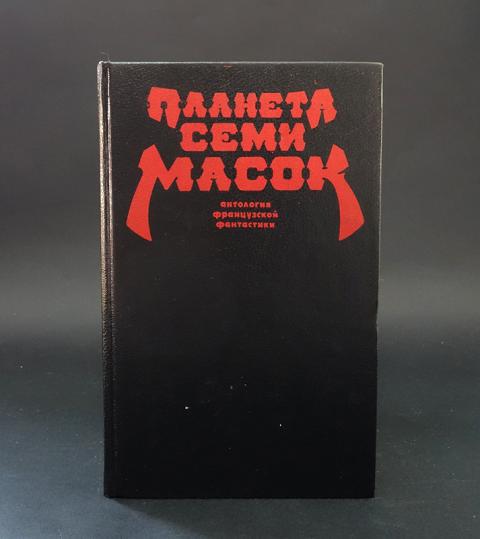 ПЛАНЕТА
СЕМИ
МАСОК
антология
французской
фантастики